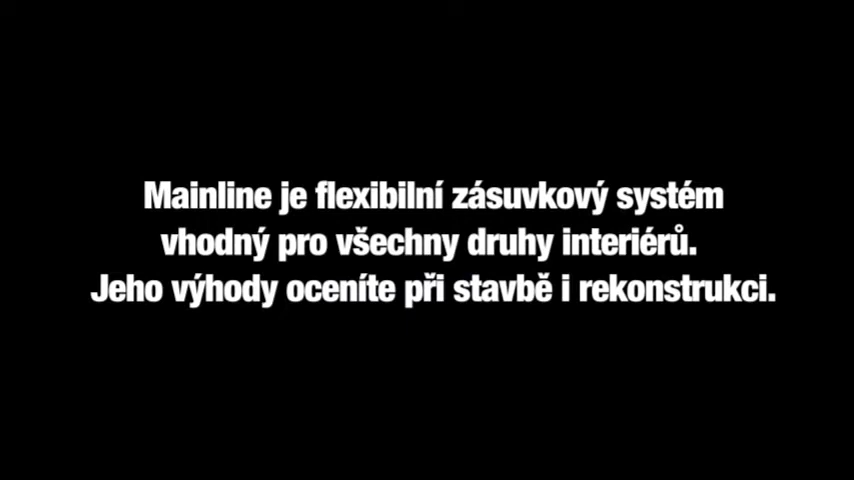 Mainline je flexibilní zásuvkový systém
vhodný pro všechny druhy interiérů.
Jeho výhody oceníte při stavbě i rekonstrukci.